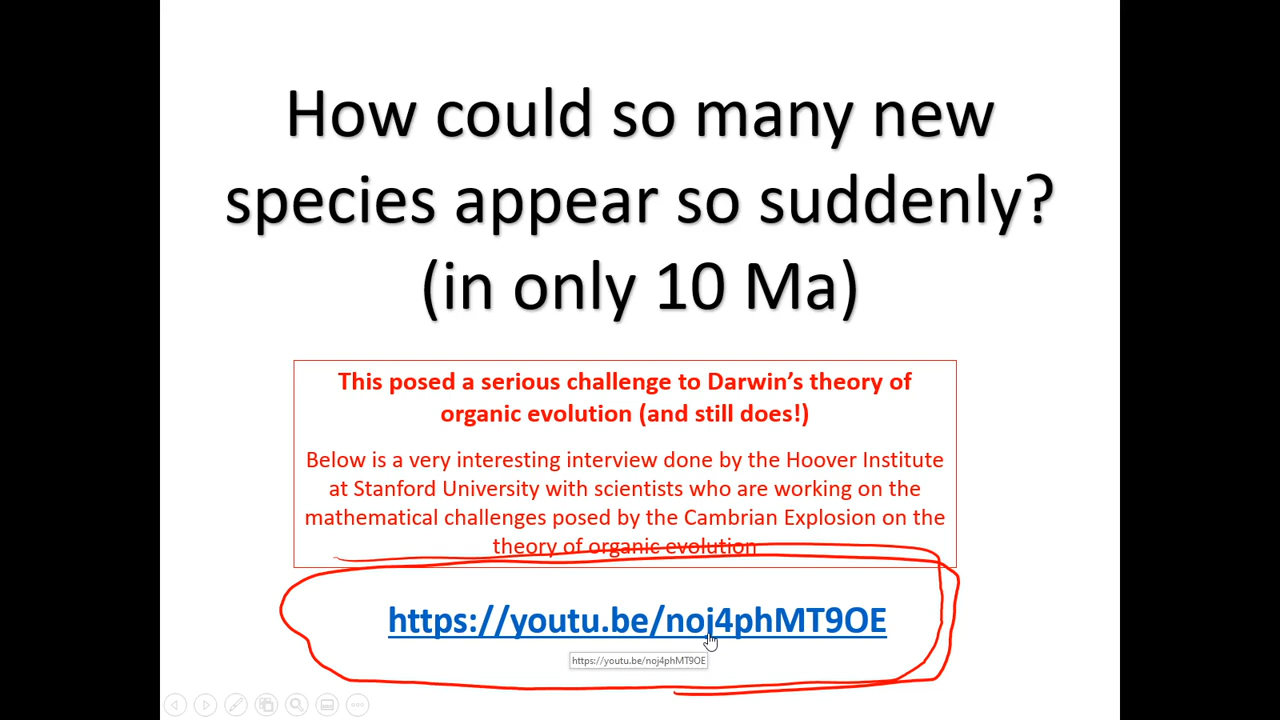 How could so many new
species appear so suddenly?
(in only 10 Ma)
This posed a serious challenge to Darwin’s theory of
organic evolution (and still does!)
Below is a very interesting interview done by the Hoover Institute
at Stanford University with scientists who are working on the
mathematical challenges posed by the Cambrian Explosion on the
theory of organic evolution
https://youtu.be/noj4phMT9OE
https://youtu.be/noj4phMT9OE